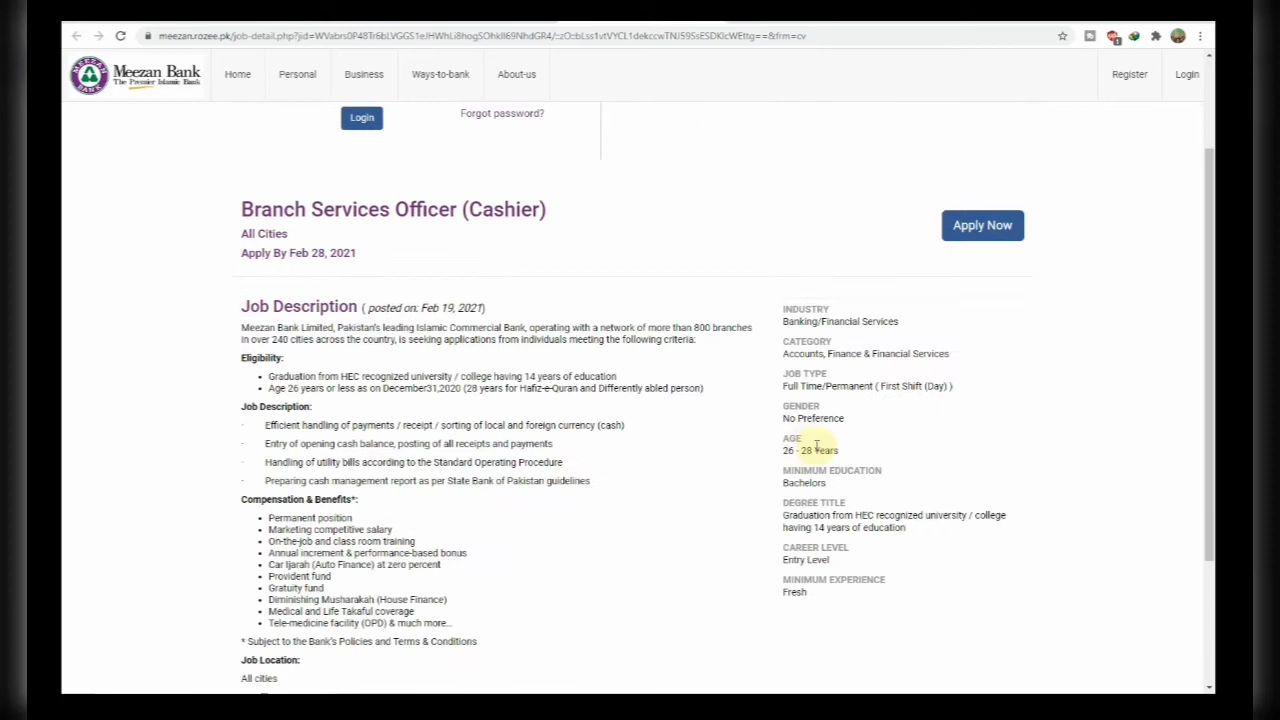 Meezan Bank
The Premier Islamic Bank
Home
Personal
Business
Ways-to-bank
About-us
Register
Login
Login
Forgot password?
Branch Services Officer (Cashier)
All Cities
Apply By Feb 28, 2021
Apply Now
Job Description ( posted on: Feb 19, 2021)
Meezan Bank Limited, Pakistan's leading Islamic Commercial Bank, operating with a network of more than 800 branches
in over 240 cities across the country, is seeking applications from individuals meeting the following criteria:
Eligibility:
• Graduation from HEC recognized university / college having 14 years of education
• Age 26 years or less as on December31,2020 (28 years for Hafiz-e-Quran and Differently abled person)
Job Description:
· Efficient handling of payments / receipt / sorting of local and foreign currency (cash)
· Entry of opening cash balance, posting of all receipts and payments
· Handling of utility bills according to the Standard Operating Procedure
· Preparing cash management report as per State Bank of Pakistan guidelines
Compensation & Benefits*:
• Permanent position
• Marketing competitive salary
• On-the-job and class room training
• Annual increment & performance-based bonus
• Car Ijarah (Auto Finance) at zero percent
• Provident fund
• Gratuity fund
• Diminishing Musharakah (House Finance)
• Medical and Life Takaful coverage
• Tele-medicine facility (OPD) & much more...
* Subject to the Bank's Policies and Terms & Conditions
Job Location:
All cities
INDUSTRY
Banking/Financial Services
CATEGORY
Accounts, Finance & Financial Services
JOB TYPE
Full Time/Permanent ( First Shift (Day) )
GENDER
No Preference
AGE
26 - 28 Years
MINIMUM EDUCATION
Bachelors
DEGREE TITLE
Graduation from HEC recognized university / college
having 14 years of education
CAREER LEVEL
Entry Level
MINIMUM EXPERIENCE
Fresh